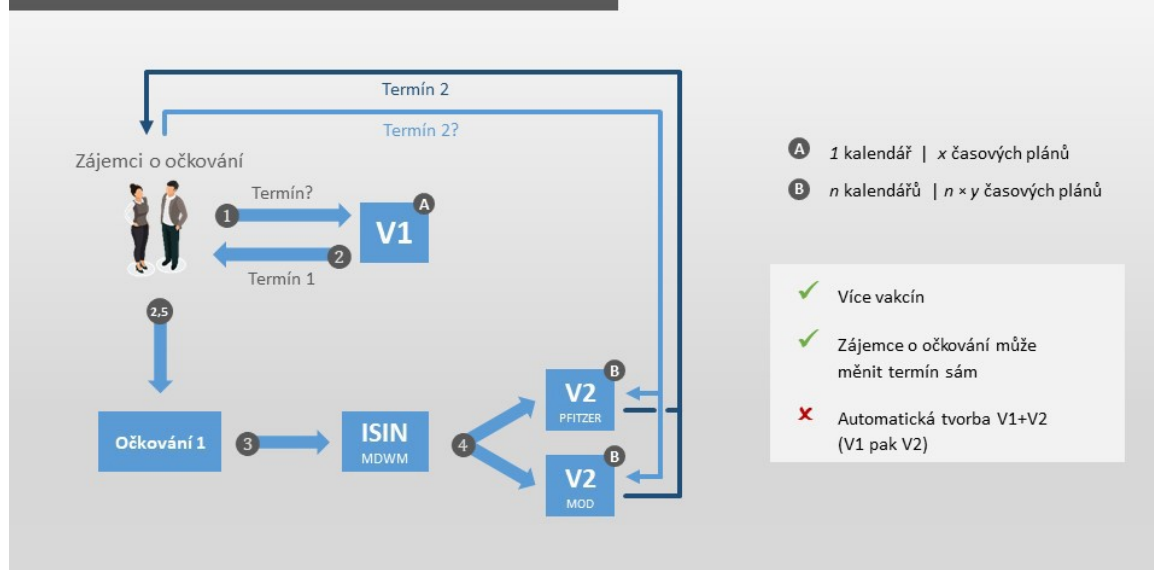 Termín 2
Termín 2?
Zájemci o očkování
Termín?
1
A
V1
2
Termín 1
2,5
Očkování 1
3
ISIN
MDWM
4
B
V2
PFITZER
B
V2
MOD
A 1 kalendář | x časových plánů
B n kalendářů | n × y časových plánů
Více vakcín
Zájemce o očkování může
měnit termín sám
Automatická tvorba V1+V2
(V1 pak V2)